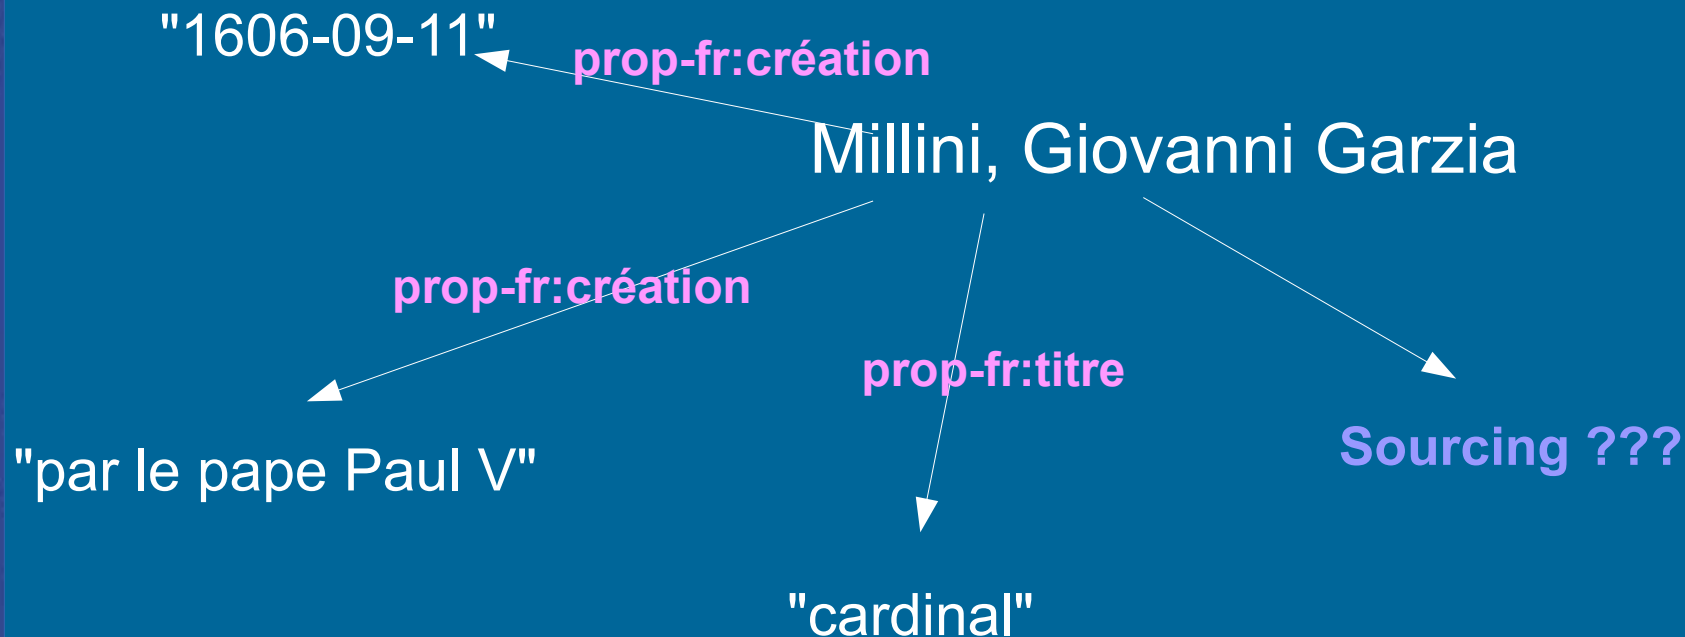 "1606-09-11"
prop-fr:création
Millini, Giovanni Garzia
prop-fr:création
prop-fr:titre
Sourcing ???
"par le pape Paul V"
"cardinal"